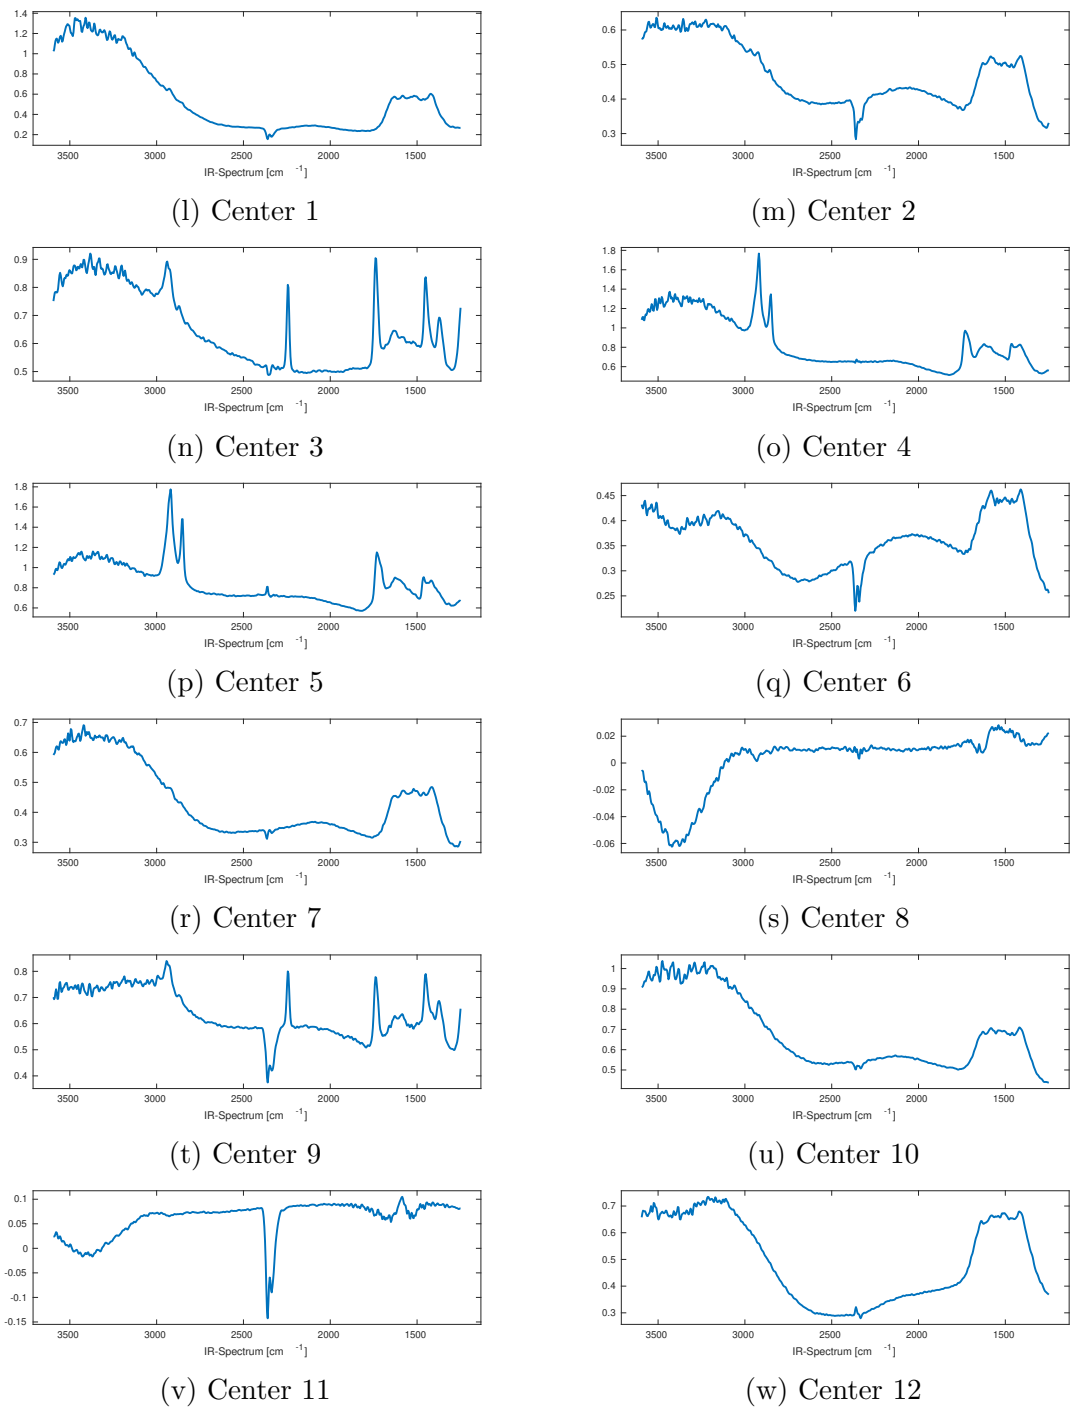 1.4
1.2
1
0.8
0.6
0.4
0.2
3500 3000 2500 2000 1500
IR-Spectrum [cm -1]
(l) Center 1
0.6
0.5
0.4
0.3
3500 3000 2500 2000 1500
IR-Spectrum [cm -1]
(m) Center 2
0.9
0.8
0.7
0.6
0.5
3500 3000 2500 2000 1500
IR-Spectrum [cm -1]
(n) Center 3
1.8
1.6
1.4
1.2
1
0.8
0.6
3500 3000 2500 2000 1500
IR-Spectrum [cm -1]
(o) Center 4
1.8
1.6
1.4
1.2
1
0.8
0.6
3500 3000 2500 2000 1500
IR-Spectrum [cm -1]
(p) Center 5
0.45
0.4
0.35
0.3
0.25
3500 3000 2500 2000 1500
IR-Spectrum [cm -1]
(q) Center 6
0.7
0.6
0.5
0.4
0.3
3500 3000 2500 2000 1500
IR-Spectrum [cm -1]
(r) Center 7
0.02
0
-0.02
-0.04
-0.06
3500 3000 2500 2000 1500
IR-Spectrum [cm -1]
(s) Center 8
0.8
0.7
0.6
0.5
0.4
3500 3000 2500 2000 1500
IR-Spectrum [cm -1]
(t) Center 9
1
0.9
0.8
0.7
0.6
0.5
3500 3000 2500 2000 1500
IR-Spectrum [cm -1]
(u) Center 10
0.1
0.05
0
-0.05
-0.1
-0.15
3500 3000 2500 2000 1500
IR-Spectrum [cm -1]
(v) Center 11
0.7
0.6
0.5
0.4
0.3
3500 3000 2500 2000 1500
IR-Spectrum [cm -1]
(w) Center 12